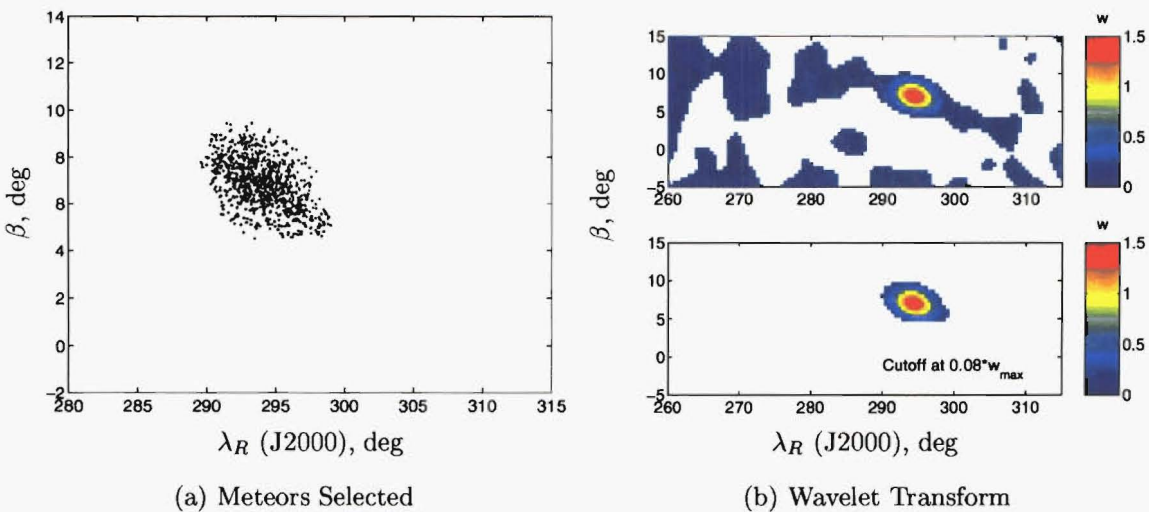 14
12
10
8
6
4
2
0
−2
280 285 290 295 300 305 310 315
β, deg
λ_R (J2000), deg
(a) Meteors Selected
w
15
10
5
0
−5
260 270 280 290 300 310
1.5
1
0.5
0
β, deg
w
15
10
5
0
−5
260 270 280 290 300 310
Cutoff at 0.08*w_max
1.5
1
0.5
0
λ_R (J2000), deg
(b) Wavelet Transform